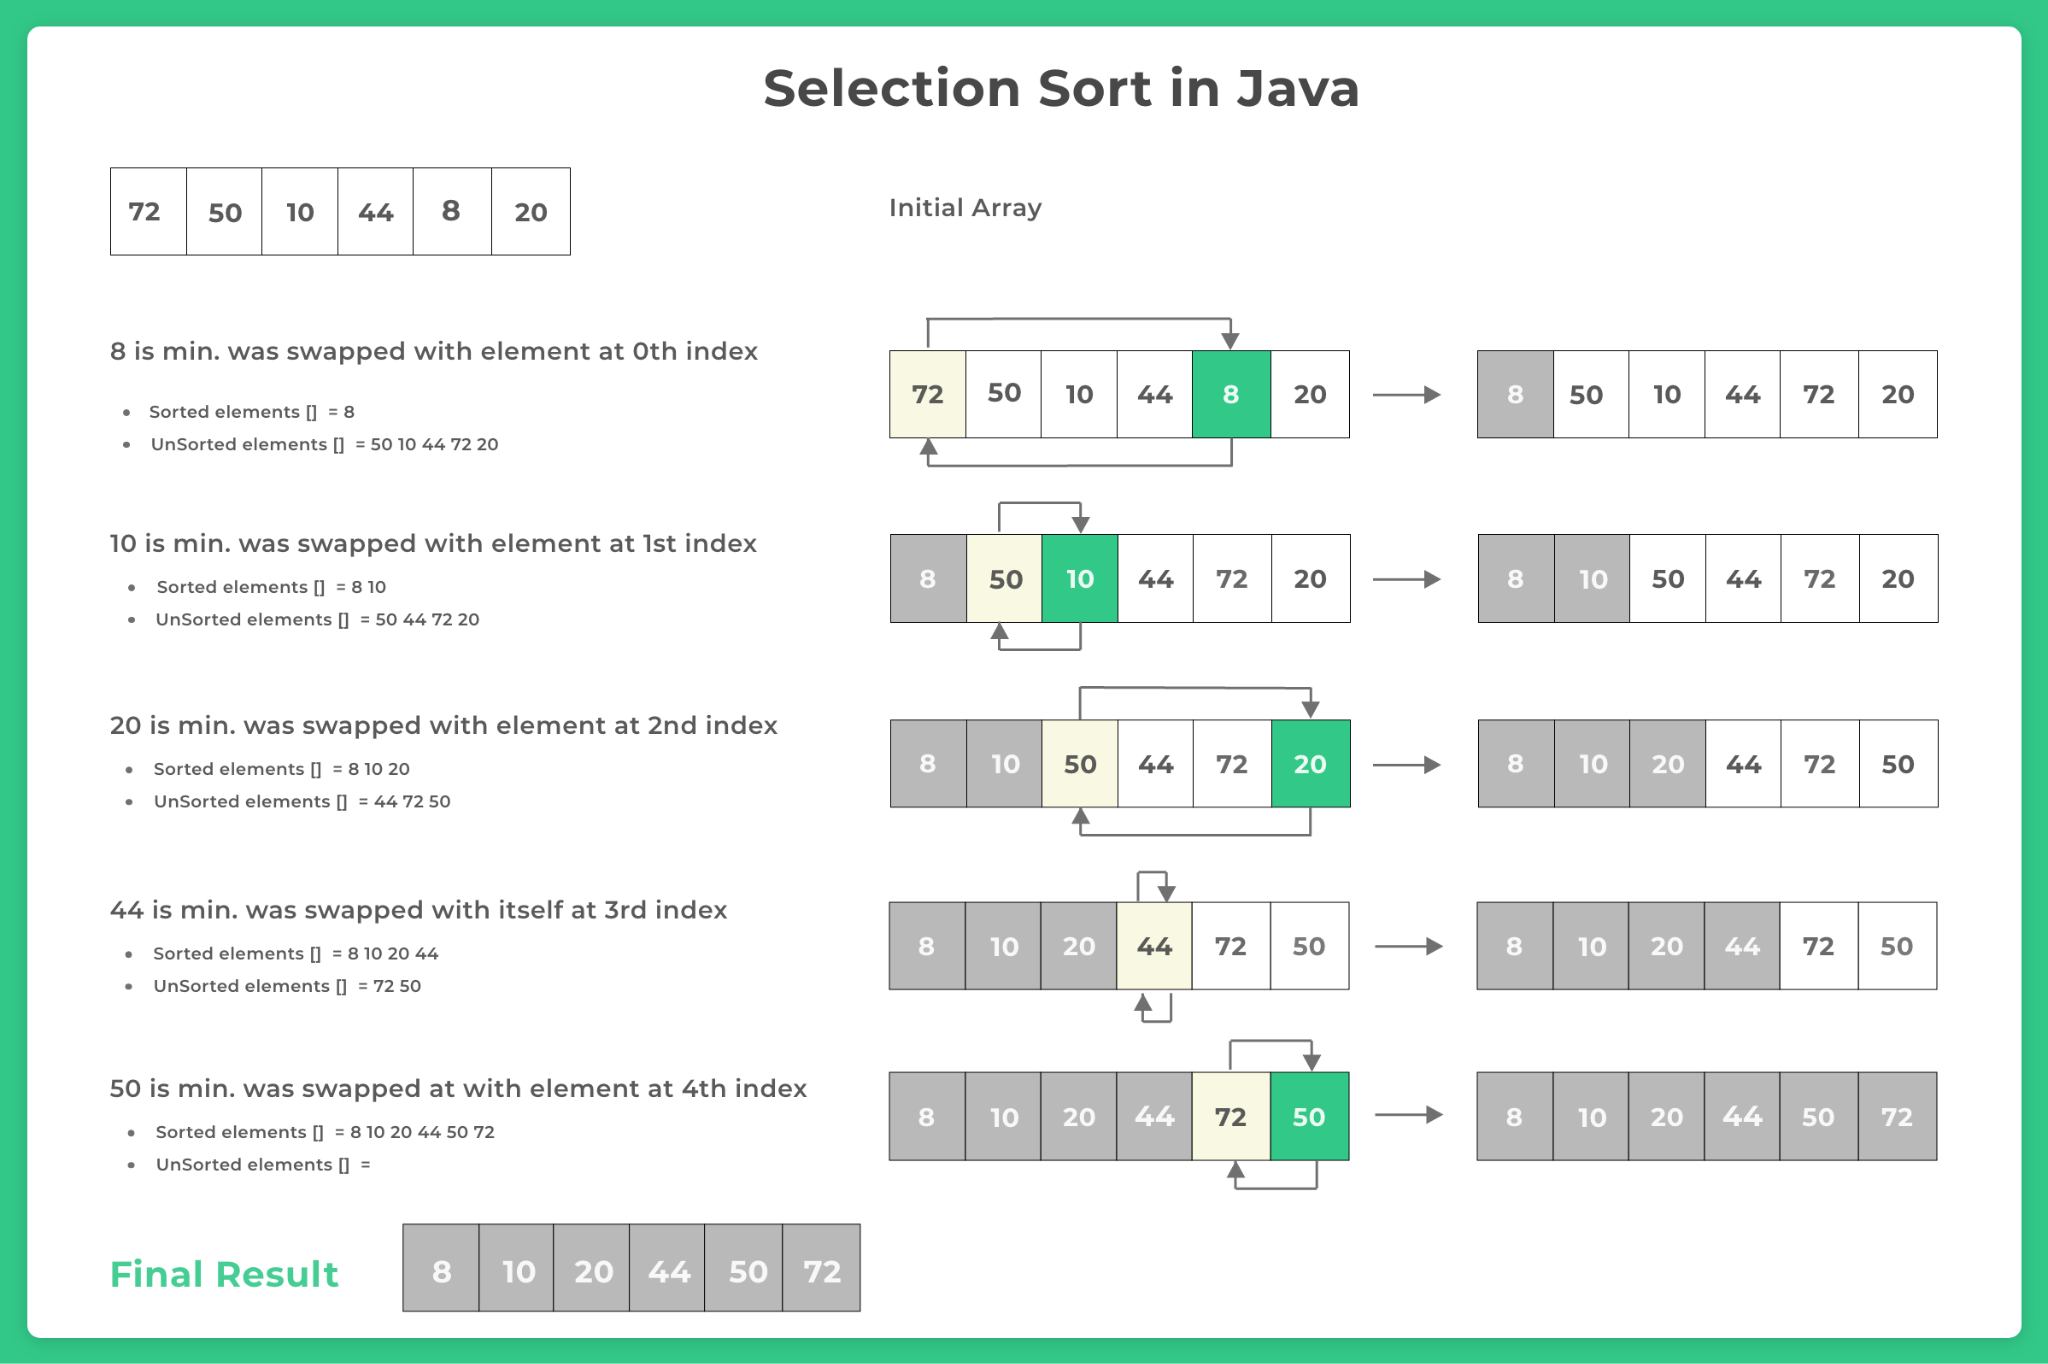 Selection Sort in Java
72 50 10 44 8 20
Initial Array
8 is min. was swapped with element at 0th index
• Sorted elements [] = 8
• UnSorted elements [] = 50 10 44 72 20
72 50 10 44 8 20
8 50 10 44 72 20
10 is min. was swapped with element at 1st index
• Sorted elements [] = 8 10
• UnSorted elements [] = 50 44 72 20
8 50 10 44 72 20
8 10 50 44 72 20
20 is min. was swapped with element at 2nd index
• Sorted elements [] = 8 10 20
• UnSorted elements [] = 44 72 50
8 10 50 44 72 20
8 10 20 44 72 50
44 is min. was swapped with itself at 3rd index
• Sorted elements [] = 8 10 20 44
• UnSorted elements [] = 72 50
8 10 20 44 72 50
8 10 20 44 72 50
50 is min. was swapped at with element at 4th index
• Sorted elements [] = 8 10 20 44 50 72
• UnSorted elements [] =
8 10 20 44 72 50
8 10 20 44 50 72
Final Result
8 10 20 44 50 72